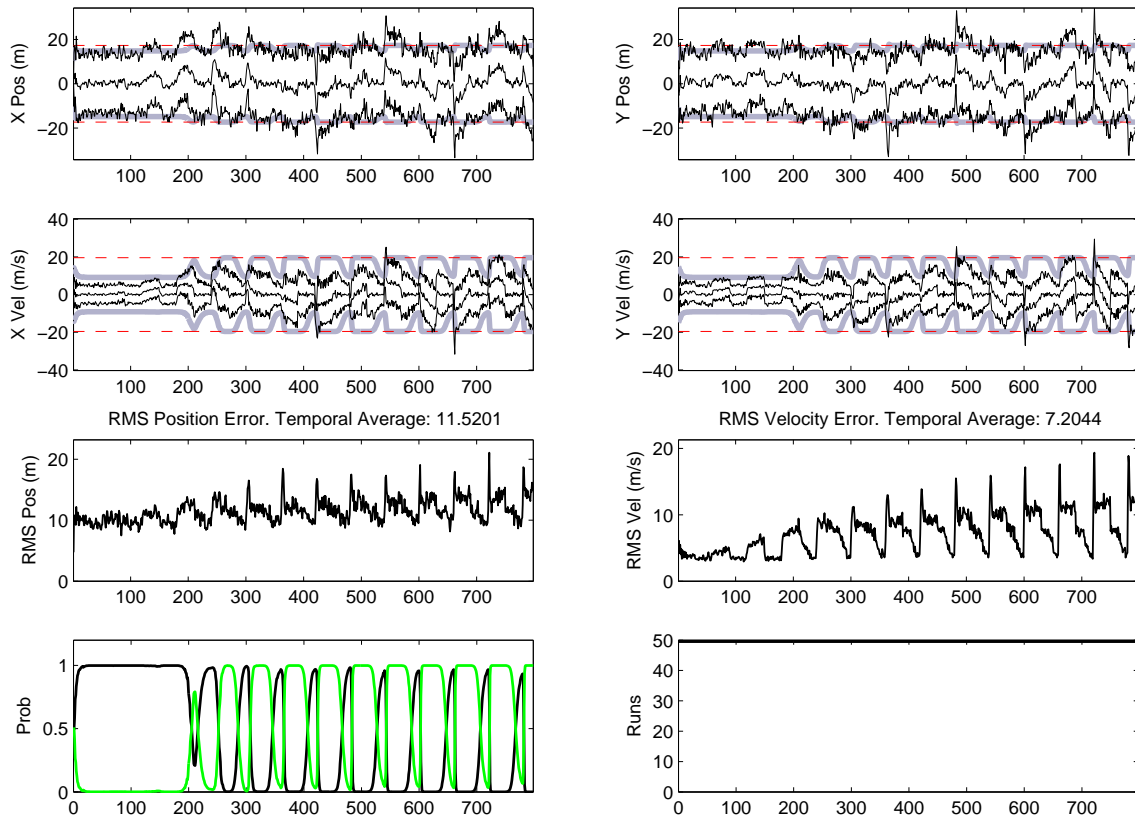 X Pos (m)
20
0
−20
100 200 300 400 500 600 700
Y Pos (m)
20
0
−20
100 200 300 400 500 600 700
X Vel (m/s)
40
20
0
−20
−40
100 200 300 400 500 600 700
Y Vel (m/s)
40
20
0
−20
−40
100 200 300 400 500 600 700
RMS Position Error. Temporal Average: 11.5201
RMS Pos (m)
20
10
0
100 200 300 400 500 600 700
RMS Velocity Error. Temporal Average: 7.2044
RMS Vel (m/s)
20
10
0
0 100 200 300 400 500 600 700
Prob
1
0.5
0
100 200 300 400 500 600 700
Runs
50
40
30
20
10
0
0 100 200 300 400 500 600 700